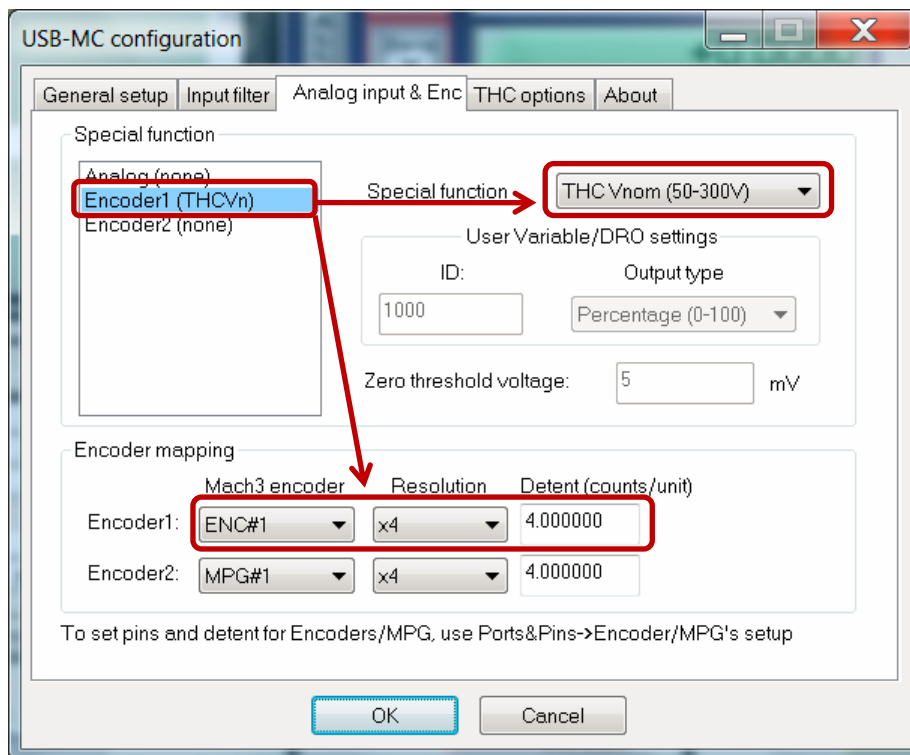 USB-MC configuration
General setup
Input filter
Analog input & Enc
THC options
About
Special function
Analog (none)
Encoder1 (THCVn)
Encoder2 (none)
Special function
THC Vnom (50-300V)
User Variable/DRO settings
ID:
Output type
1000
Percentage (0-100)
Zero threshold voltage:
5
mV
Encoder mapping
Mach3 encoder
Resolution
Detent (counts/unit)
Encoder1:
ENC#1
x4
4.000000
Encoder2:
MPG#1
x4
4.000000
To set pins and detent for Encoders/MPG, use Ports&Pins->Encoder/MPG's setup
OK
Cancel